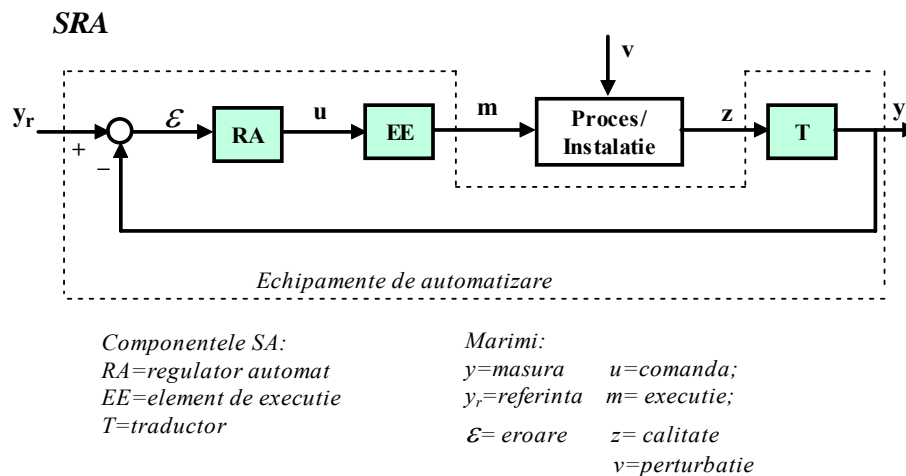 SRA
v
yr
ε
u
m
z
y
RA
EE
Proces/
Instalatie
T
+
−
Echipamente de automatizare
Componentele SA:
RA=regulator automat
EE=element de executie
T=traductor
Marimi:
y=masura u=comanda;
yr=referinta m= executie;
ε= eroare z= calitate
v=perturbatie